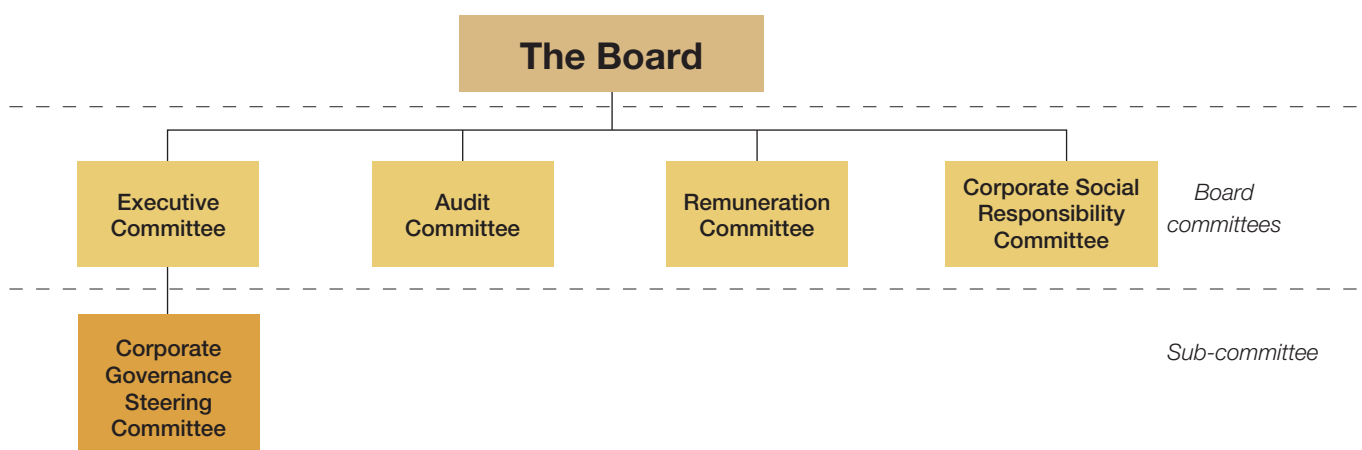 The Board
Executive
Committee
Audit
Committee
Remuneration
Committee
Corporate Social
Responsibility
Committee
Board
committees
Corporate
Governance
Steering
Committee
Sub-committee